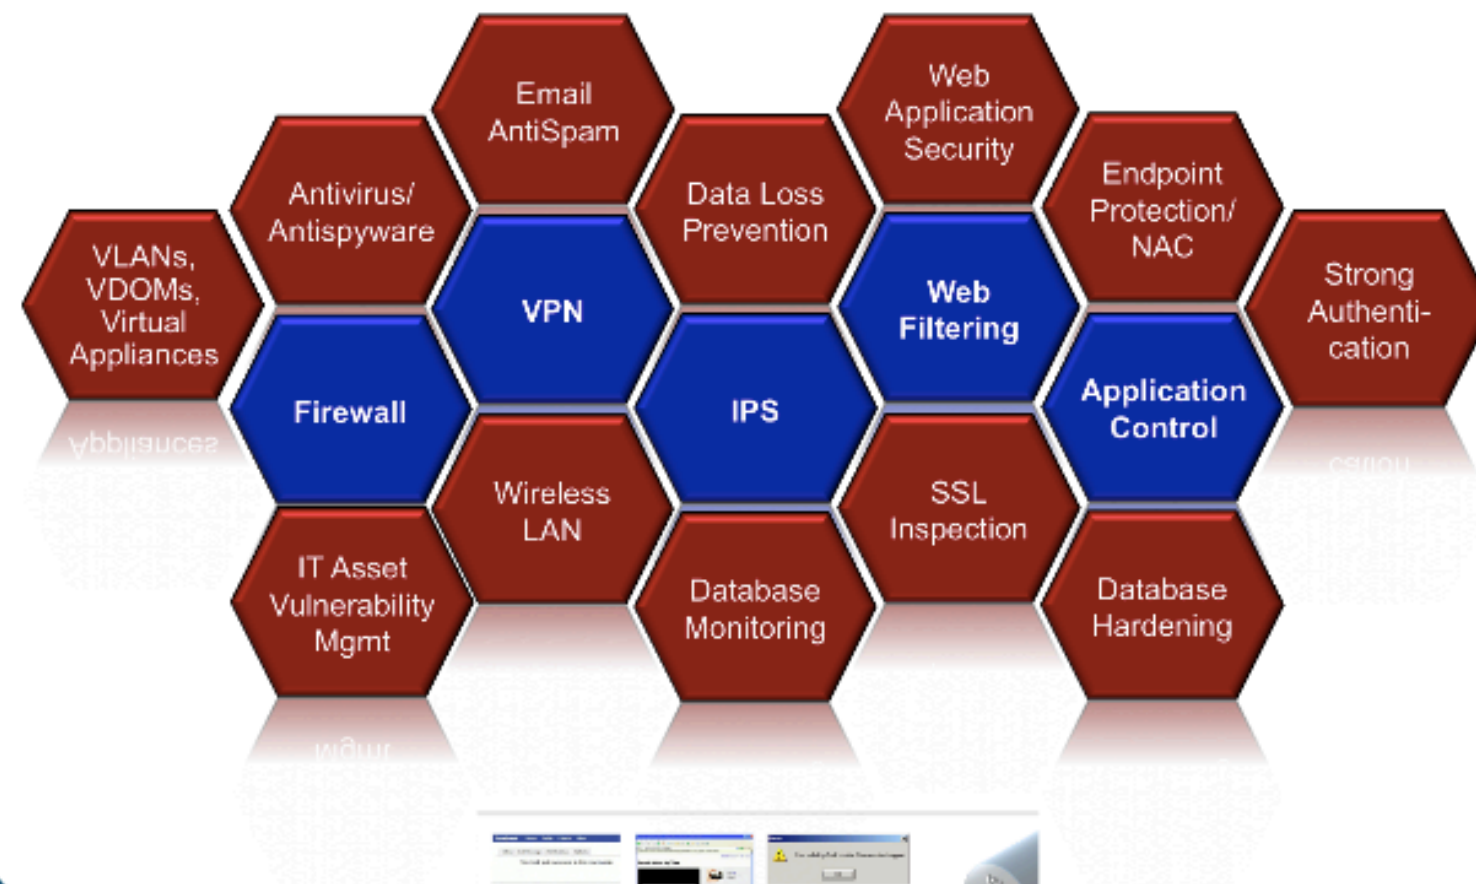 Email
AntiSpam
Web
Application
Security
Antivirus/
Antispyware
Data Loss
Prevention
Endpoint
Protection/
NAC
VLANs,
VDOMs,
Virtual
Appliances
VPN
Web
Filtering
Strong
Authenti-
cation
Firewall
IPS
Application
Control
Wireless
LAN
SSL
Inspection
IT Asset
Vulnerability
Mgmt
Database
Monitoring
Database
Hardening